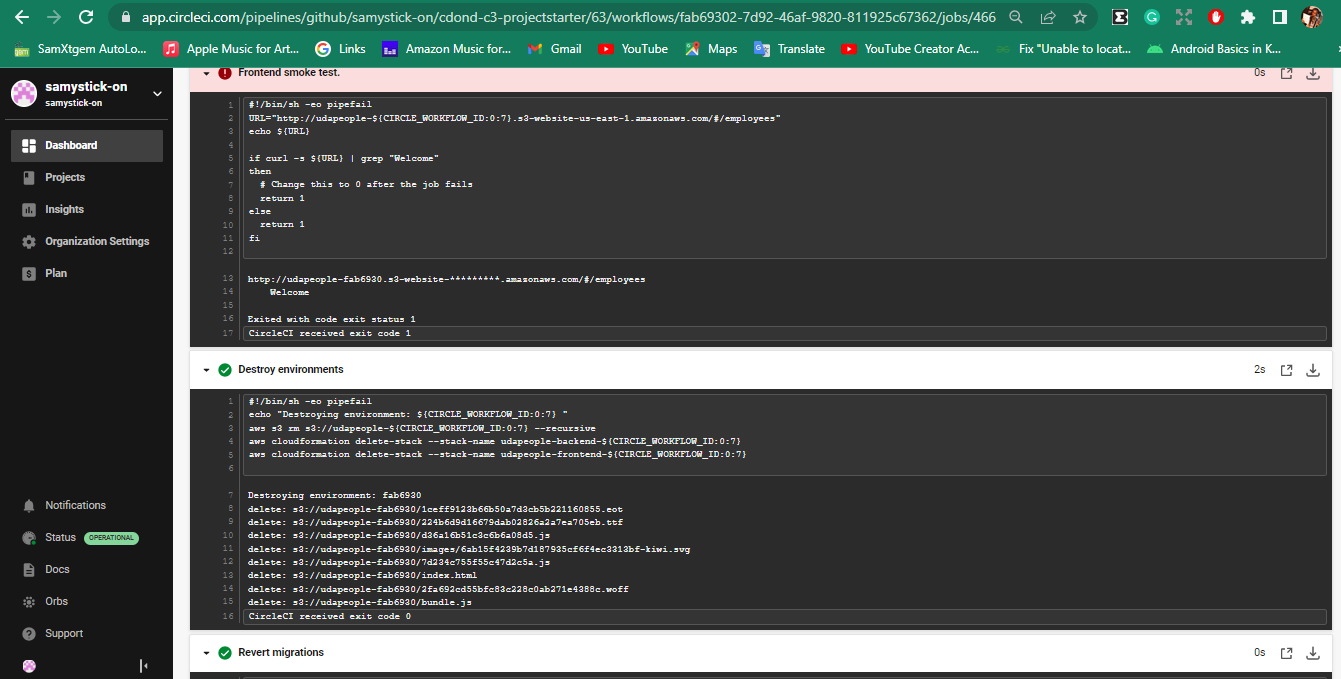 app.circleci.com/pipelines/github/samystick-on/cdond-c3-projectstarter/63/workflows/fab69302-7d92-46af-9820-811925c67362/jobs/466
SamXtgem AutoLo...
Apple Music for Art...
Links
Amazon Music for...
Gmail
YouTube
Maps
Translate
YouTube Creator Ac...
Fix "Unable to locat...
Android Basics in K...
samystick-on
samystick-on
Dashboard
Projects
Insights
Organization Settings
Plan
Notifications
Status OPERATIONAL
Docs
Orbs
Support
Frontend smoke test. 0s
1 #!/bin/sh -eo pipefail
2 URL="http://udapeople-${CIRCLE_WORKFLOW_ID:0:7}.s3-website-us-east-1.amazonaws.com/#/employees"
3 echo ${URL}
4
5 if curl -s ${URL} | grep "Welcome"
6 then
7 # Change this to 0 after the job fails
8 return 1
9 else
10 return 1
11 fi
12
13 http://udapeople-fab6930.s3-website-*********.amazonaws.com/#/employees
14 Welcome
15
16 Exited with code exit status 1
17 CircleCI received exit code 1
Destroy environments 2s
1 #!/bin/sh -eo pipefail
2 echo "Destroying environment: ${CIRCLE_WORKFLOW_ID:0:7} "
3 aws s3 rm s3://udapeople-${CIRCLE_WORKFLOW_ID:0:7} --recursive
4 aws cloudformation delete-stack --stack-name udapeople-backend-${CIRCLE_WORKFLOW_ID:0:7}
5 aws cloudformation delete-stack --stack-name udapeople-frontend-${CIRCLE_WORKFLOW_ID:0:7}
6
7 Destroying environment: fab6930
8 delete: s3://udapeople-fab6930/1ceff9123b66b50a7d3cb5b221160855.eot
9 delete: s3://udapeople-fab6930/224b6d9d16679dab02826a2a7ea705eb.ttf
10 delete: s3://udapeople-fab6930/d36a16b51c3c6b6a08d5.js
11 delete: s3://udapeople-fab6930/images/6ab15f4239b7d187935cf6f4ec3313bf-kiwi.svg
12 delete: s3://udapeople-fab6930/7d234c755f55c47d2c5a.js
13 delete: s3://udapeople-fab6930/index.html
14 delete: s3://udapeople-fab6930/2fa692cd55bfc83c228c0ab271e4388c.woff
15 delete: s3://udapeople-fab6930/bundle.js
16 CircleCI received exit code 0
Revert migrations 0s